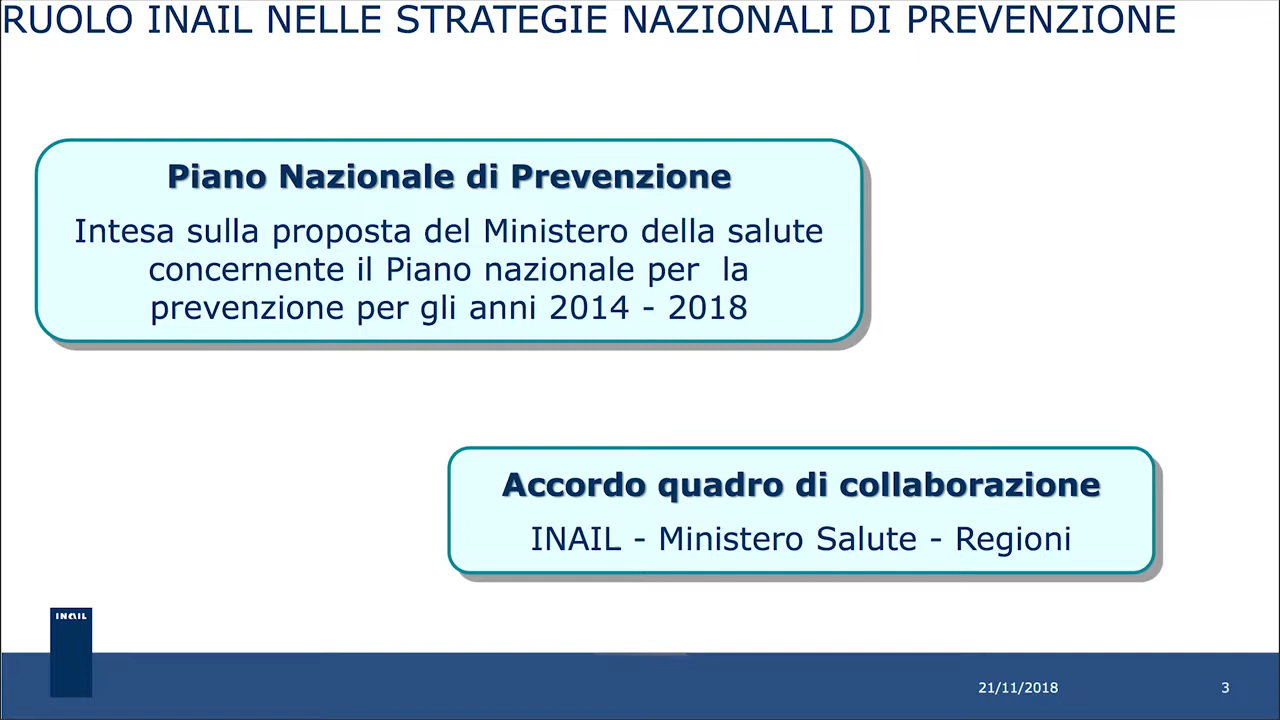 RUOLO INAIL NELLE STRATEGIE NAZIONALI DI PREVENZIONE
Piano Nazionale di Prevenzione
Intesa sulla proposta del Ministero della salute
concernente il Piano nazionale per la
prevenzione per gli anni 2014 - 2018
Accordo quadro di collaborazione
INAIL - Ministero Salute - Regioni
INAIL
21/11/2018
3